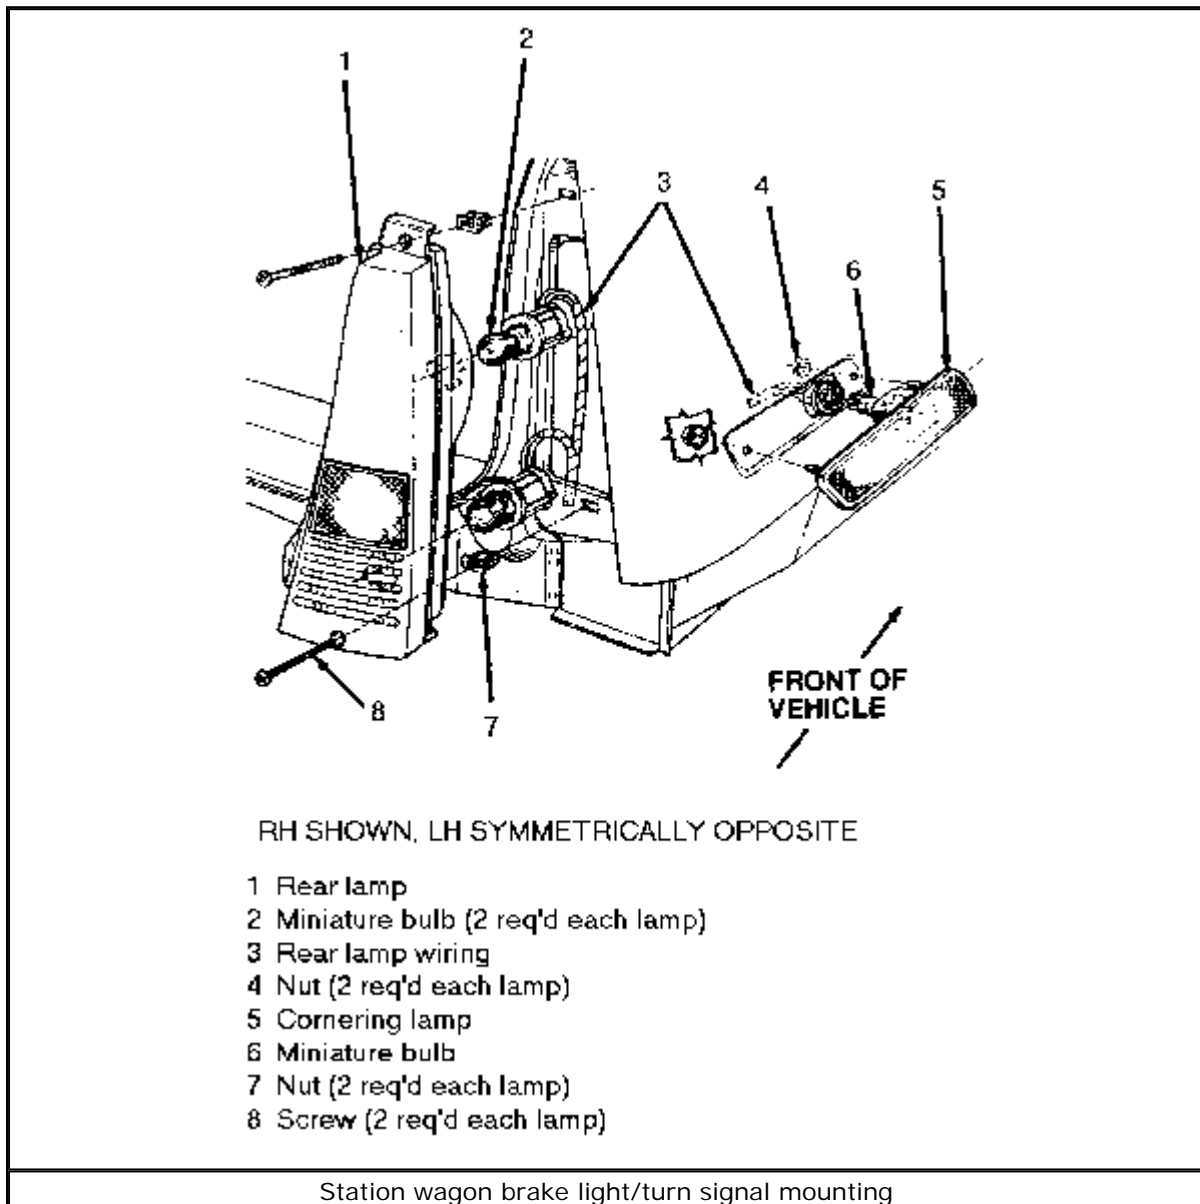 1
2
3
4
5
6
7
8
FRONT OF
VEHICLE
RH SHOWN, LH SYMMETRICALLY OPPOSITE
1 Rear lamp
2 Miniature bulb (2 req'd each lamp)
3 Rear lamp wiring
4 Nut (2 req'd each lamp)
5 Cornering lamp
6 Miniature bulb
7 Nut (2 req'd each lamp)
8 Screw (2 req'd each lamp)
Station wagon brake light/turn signal mounting